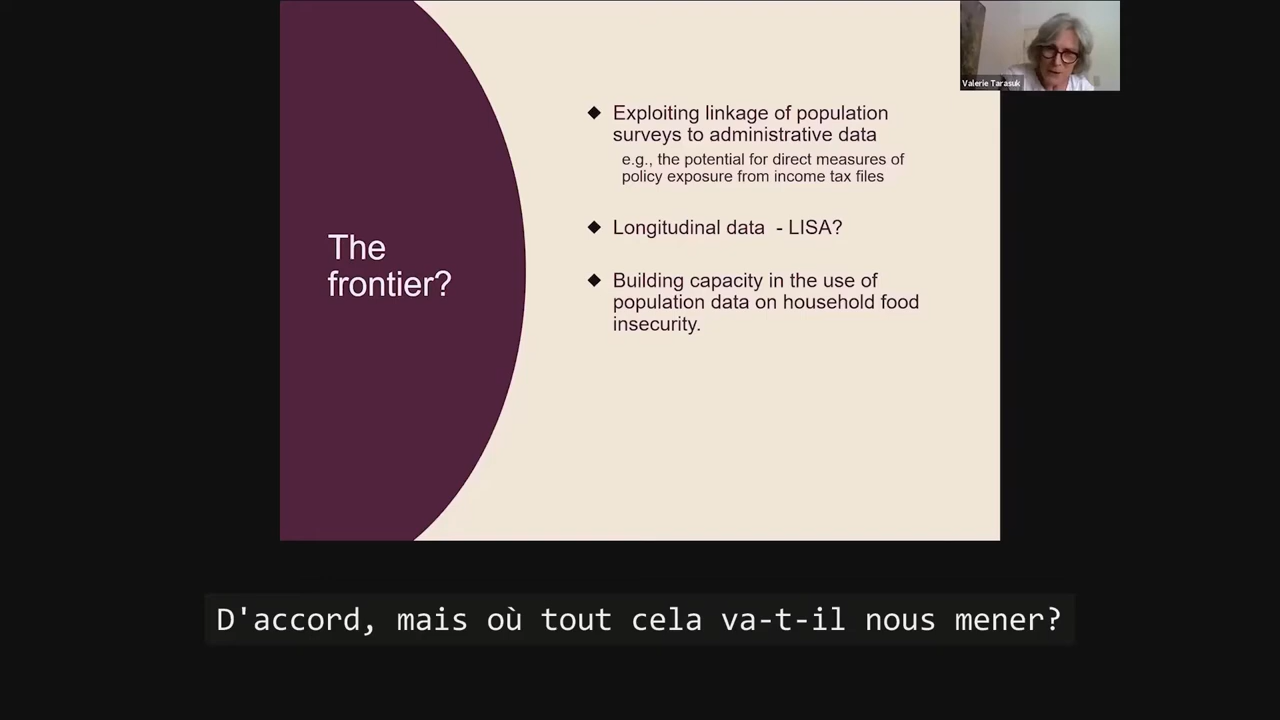 Valerie Tarasuk
The
frontier?
◆ Exploiting linkage of population
surveys to administrative data
e.g., the potential for direct measures of
policy exposure from income tax files
◆ Longitudinal data - LISA?
◆ Building capacity in the use of
population data on household food
insecurity.
D'accord, mais où tout cela va-t-il nous mener?